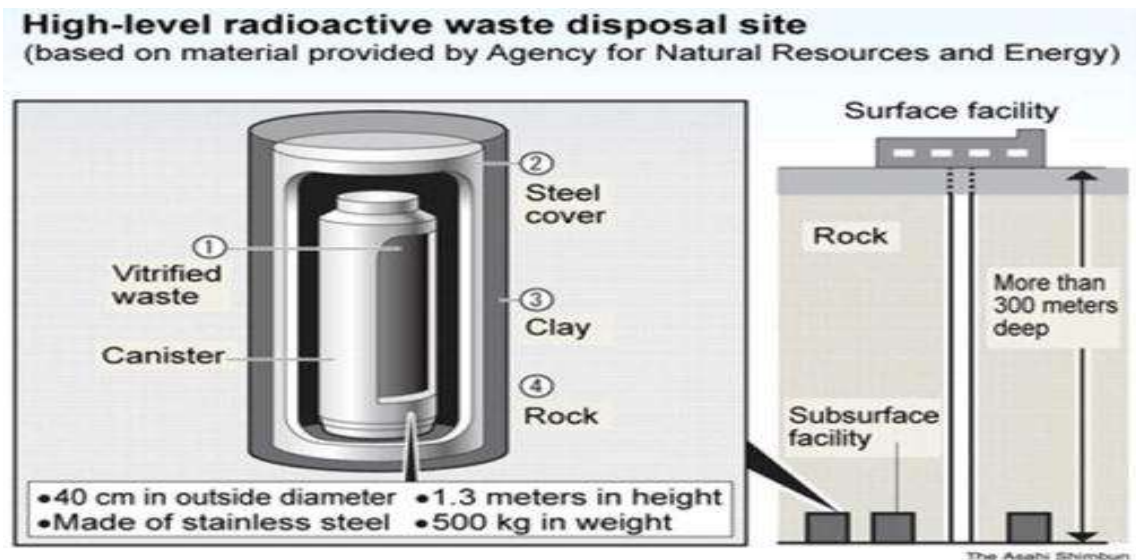 High-level radioactive waste disposal site
(based on material provided by Agency for Natural Resources and Energy)
① Vitrified
waste
Canister
② Steel
cover
③ Clay
④ Rock
•40 cm in outside diameter •1.3 meters in height
•Made of stainless steel •500 kg in weight
Surface facility
Rock
More than
300 meters
deep
Subsurface
facility
The Asahi Shimbun